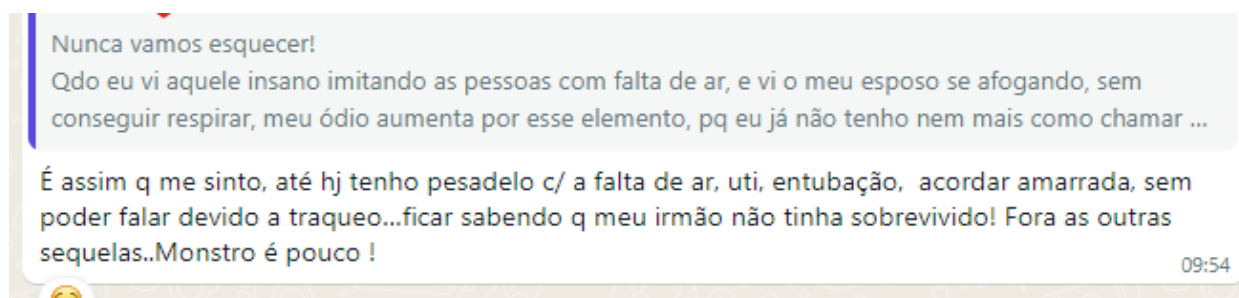 Nunca vamos esquecer!
Qdo eu vi aquele insano imitando as pessoas com falta de ar, e vi o meu esposo se afogando, sem
conseguir respirar, meu ódio aumenta por esse elemento, pq eu já não tenho nem mais como chamar ...
É assim q me sinto, até hj tenho pesadelo c/ a falta de ar, uti, entubação, acordar amarrada, sem
poder falar devido a traqueo...ficar sabendo q meu irmão não tinha sobrevivido! Fora as outras
sequelas..Monstro é pouco !
09:54